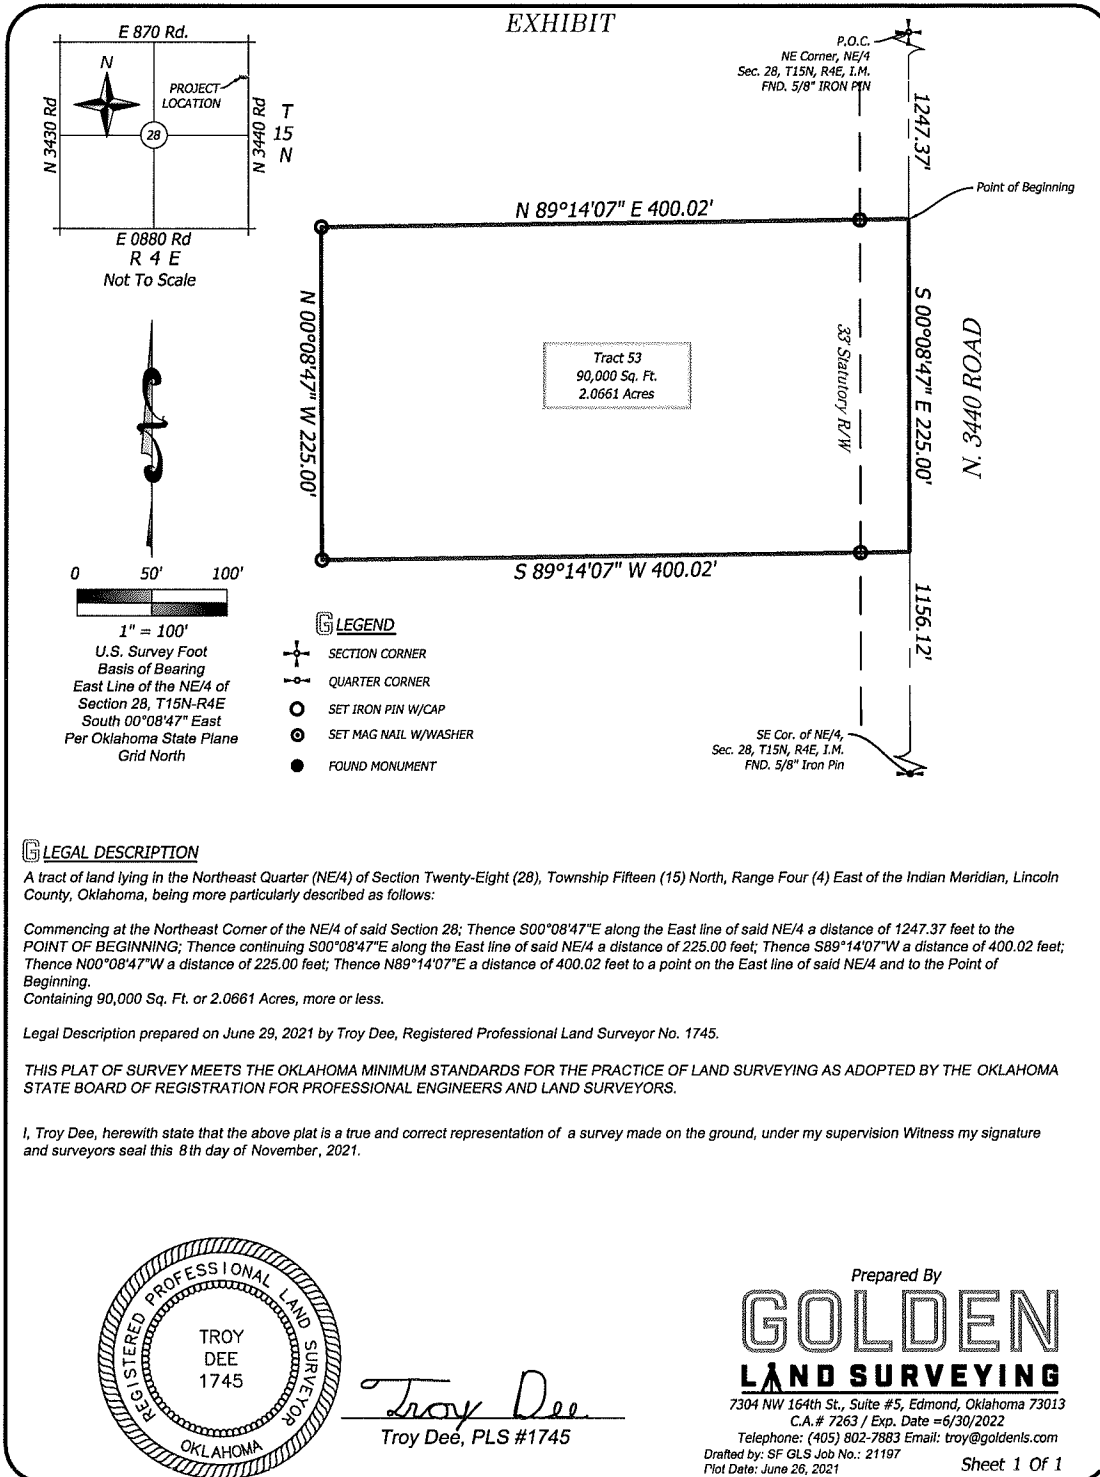 EXHIBIT
E 870 Rd.
N
PROJECT
LOCATION
N 3430 Rd
28
N 3440 Rd
T
15
N
E 0880 Rd
R 4 E
Not To Scale
P.O.C.
NE Corner, NE/4
Sec. 28, T15N, R4E, I.M.
FND. 5/8" IRON PIN
1247.37'
Point of Beginning
N 89°14'07" E 400.02'
N 00°08'47" W 225.00'
Tract 53
90,000 Sq. Ft.
2.0661 Acres
33' Statutory R/W
S 00°08'47" E 225.00'
N. 3440 ROAD
S 89°14'07" W 400.02'
1156.12'
0 50' 100'
1" = 100'
U.S. Survey Foot
Basis of Bearing
East Line of the NE/4 of
Section 28, T15N-R4E
South 00°08'47" East
Per Oklahoma State Plane
Grid North
G LEGEND
SECTION CORNER
QUARTER CORNER
SET IRON PIN W/CAP
SET MAG NAIL W/WASHER
FOUND MONUMENT
SE Cor. of NE/4,
Sec. 28, T15N, R4E, I.M.
FND. 5/8" Iron Pin
G LEGAL DESCRIPTION
A tract of land lying in the Northeast Quarter (NE/4) of Section Twenty-Eight (28), Township Fifteen (15) North, Range Four (4) East of the Indian Meridian, Lincoln
County, Oklahoma, being more particularly described as follows:
Commencing at the Northeast Corner of the NE/4 of said Section 28; Thence S00°08'47"E along the East line of said NE/4 a distance of 1247.37 feet to the
POINT OF BEGINNING; Thence continuing S00°08'47"E along the East line of said NE/4 a distance of 225.00 feet; Thence S89°14'07"W a distance of 400.02 feet;
Thence N00°08'47"W a distance of 225.00 feet; Thence N89°14'07"E a distance of 400.02 feet to a point on the East line of said NE/4 and to the Point of
Beginning.
Containing 90,000 Sq. Ft. or 2.0661 Acres, more or less.
Legal Description prepared on June 29, 2021 by Troy Dee, Registered Professional Land Surveyor No. 1745.
THIS PLAT OF SURVEY MEETS THE OKLAHOMA MINIMUM STANDARDS FOR THE PRACTICE OF LAND SURVEYING AS ADOPTED BY THE OKLAHOMA
STATE BOARD OF REGISTRATION FOR PROFESSIONAL ENGINEERS AND LAND SURVEYORS.
I, Troy Dee, herewith state that the above plat is a true and correct representation of a survey made on the ground, under my supervision Witness my signature
and surveyors seal this 8th day of November, 2021.
REGISTERED PROFESSIONAL LAND SURVEYOR
TROY
DEE
1745
OKLAHOMA
Troy Dee
Troy Dee, PLS #1745
Prepared By
GOLDEN
LAND SURVEYING
7304 NW 164th St., Suite #5, Edmond, Oklahoma 73013
C.A.# 7263 / Exp. Date =6/30/2022
Telephone: (405) 802-7883 Email: troy@goldenls.com
Drafted by: SF GLS Job No.: 21197
Plot Date: June 26, 2021
Sheet 1 Of 1